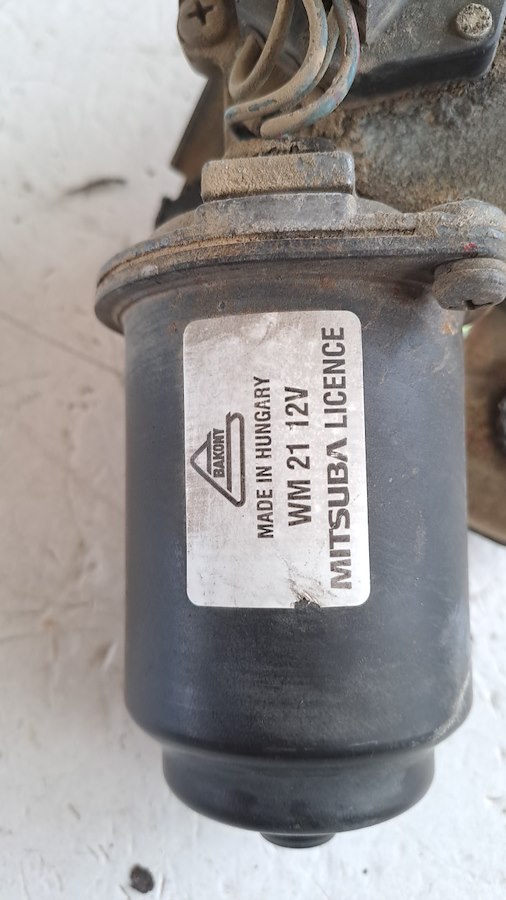 BAKONY
MADE IN HUNGARY
WM 21 12V
MITSUBA LICENCE